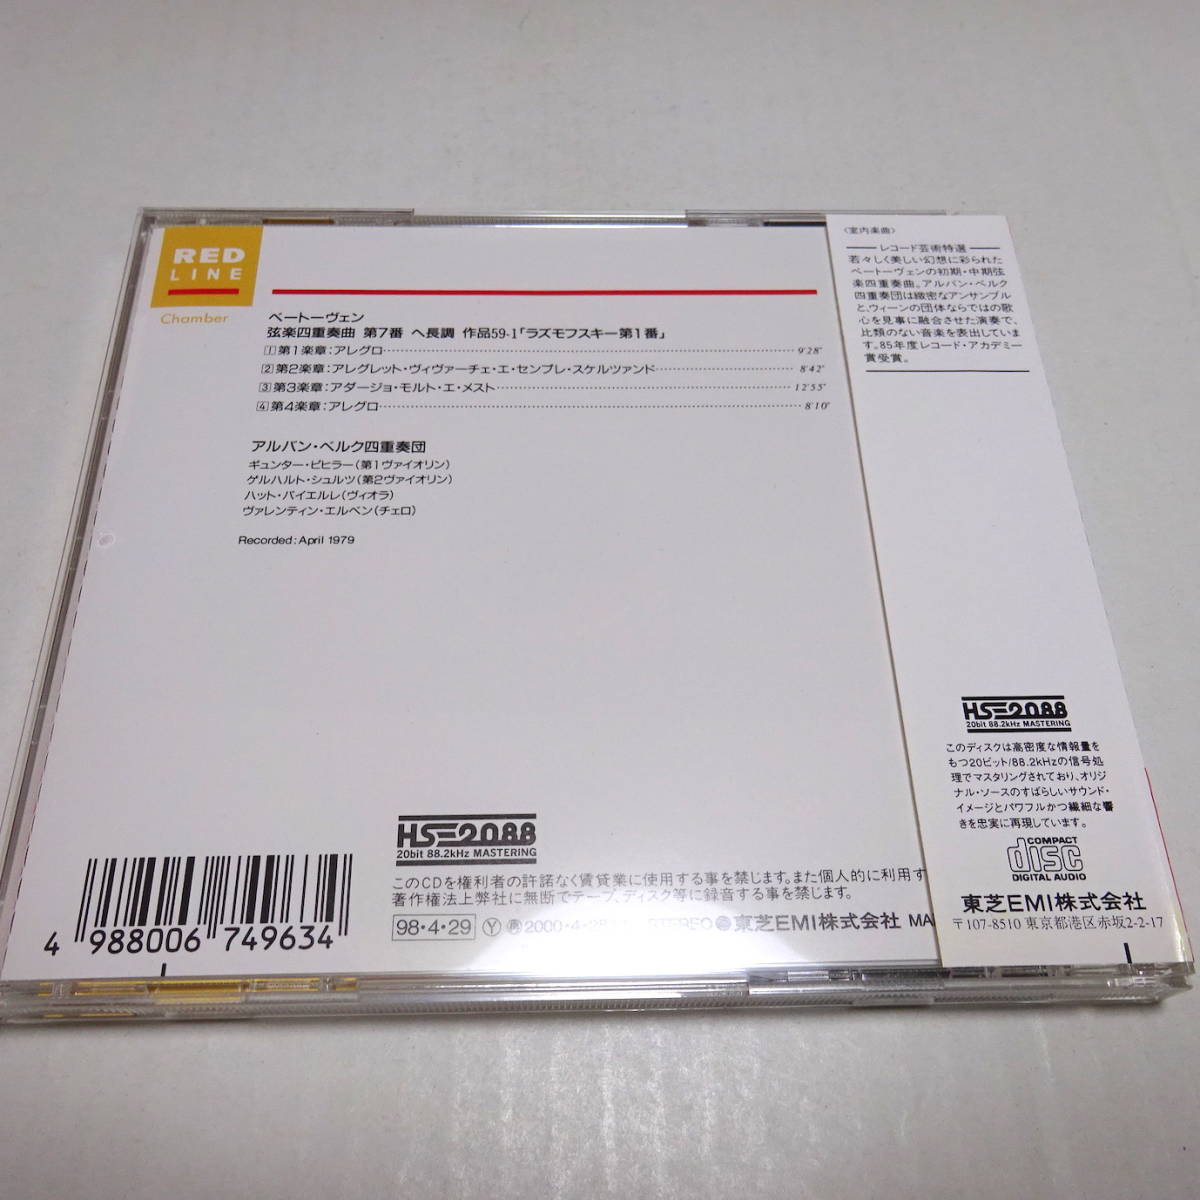 RED
LINE
Chamber
ベートーヴェン
弦楽四重奏曲 第7番 ヘ長調 作品59-1「ラズモフスキー第1番」
1 第1楽章:アレグロ 9'28"
2 第2楽章:アレグレット・ヴィヴァーチェ・エ・センプレ・スケルツァンド 8'42"
3 第3楽章:アダージョ・モルト・エ・メスト 12'55"
4 第4楽章:アレグロ 8'10"
アルバン・ベルク四重奏団
ギュンター・ピヒラー(第1ヴァイオリン)
ゲルハルト・シュルツ(第2ヴァイオリン)
ハット・バイエルレ(ヴィオラ)
ヴァレンティン・エルベン(チェロ)
Recorded: April 1979
HS2088
20bit 88.2kHz MASTERING
このCDを権利者の許諾なく賃貸業に使用する事を禁じます。また個人的に利用す
著作権法上弊社に無断でテープ、ディスク等に録音する事を禁じます。
98・4・29 Ⓨ 2000・4・28 STEREO 東芝EMI株式会社 MA
4 988006 749634
〈室内楽曲〉
レコード芸術特選
若々しく美しい幻想に彩られた
ベートーヴェンの初期・中期弦
楽四重奏曲。アルバン・ベルク
四重奏団は緻密なアンサンブル
と、ウィーンの団体ならではの歌
心を見事に融合させた演奏で、
比類のない音楽を表出していま
す。85年度レコード・アカデミー
賞受賞。
HS2088
20bit 88.2kHz MASTERING
このディスクは高密度な情報量を
もつ20ビット/88.2kHzの信号処
理でマスタリングされており、オリジ
ナル・ソースのすばらしいサウンド・
イメージとパワフルかつ繊細な響
きを忠実に再現しています。
COMPACT
disc
DIGITAL AUDIO
東芝EMI株式会社
〒107-8510 東京都港区赤坂2-2-17